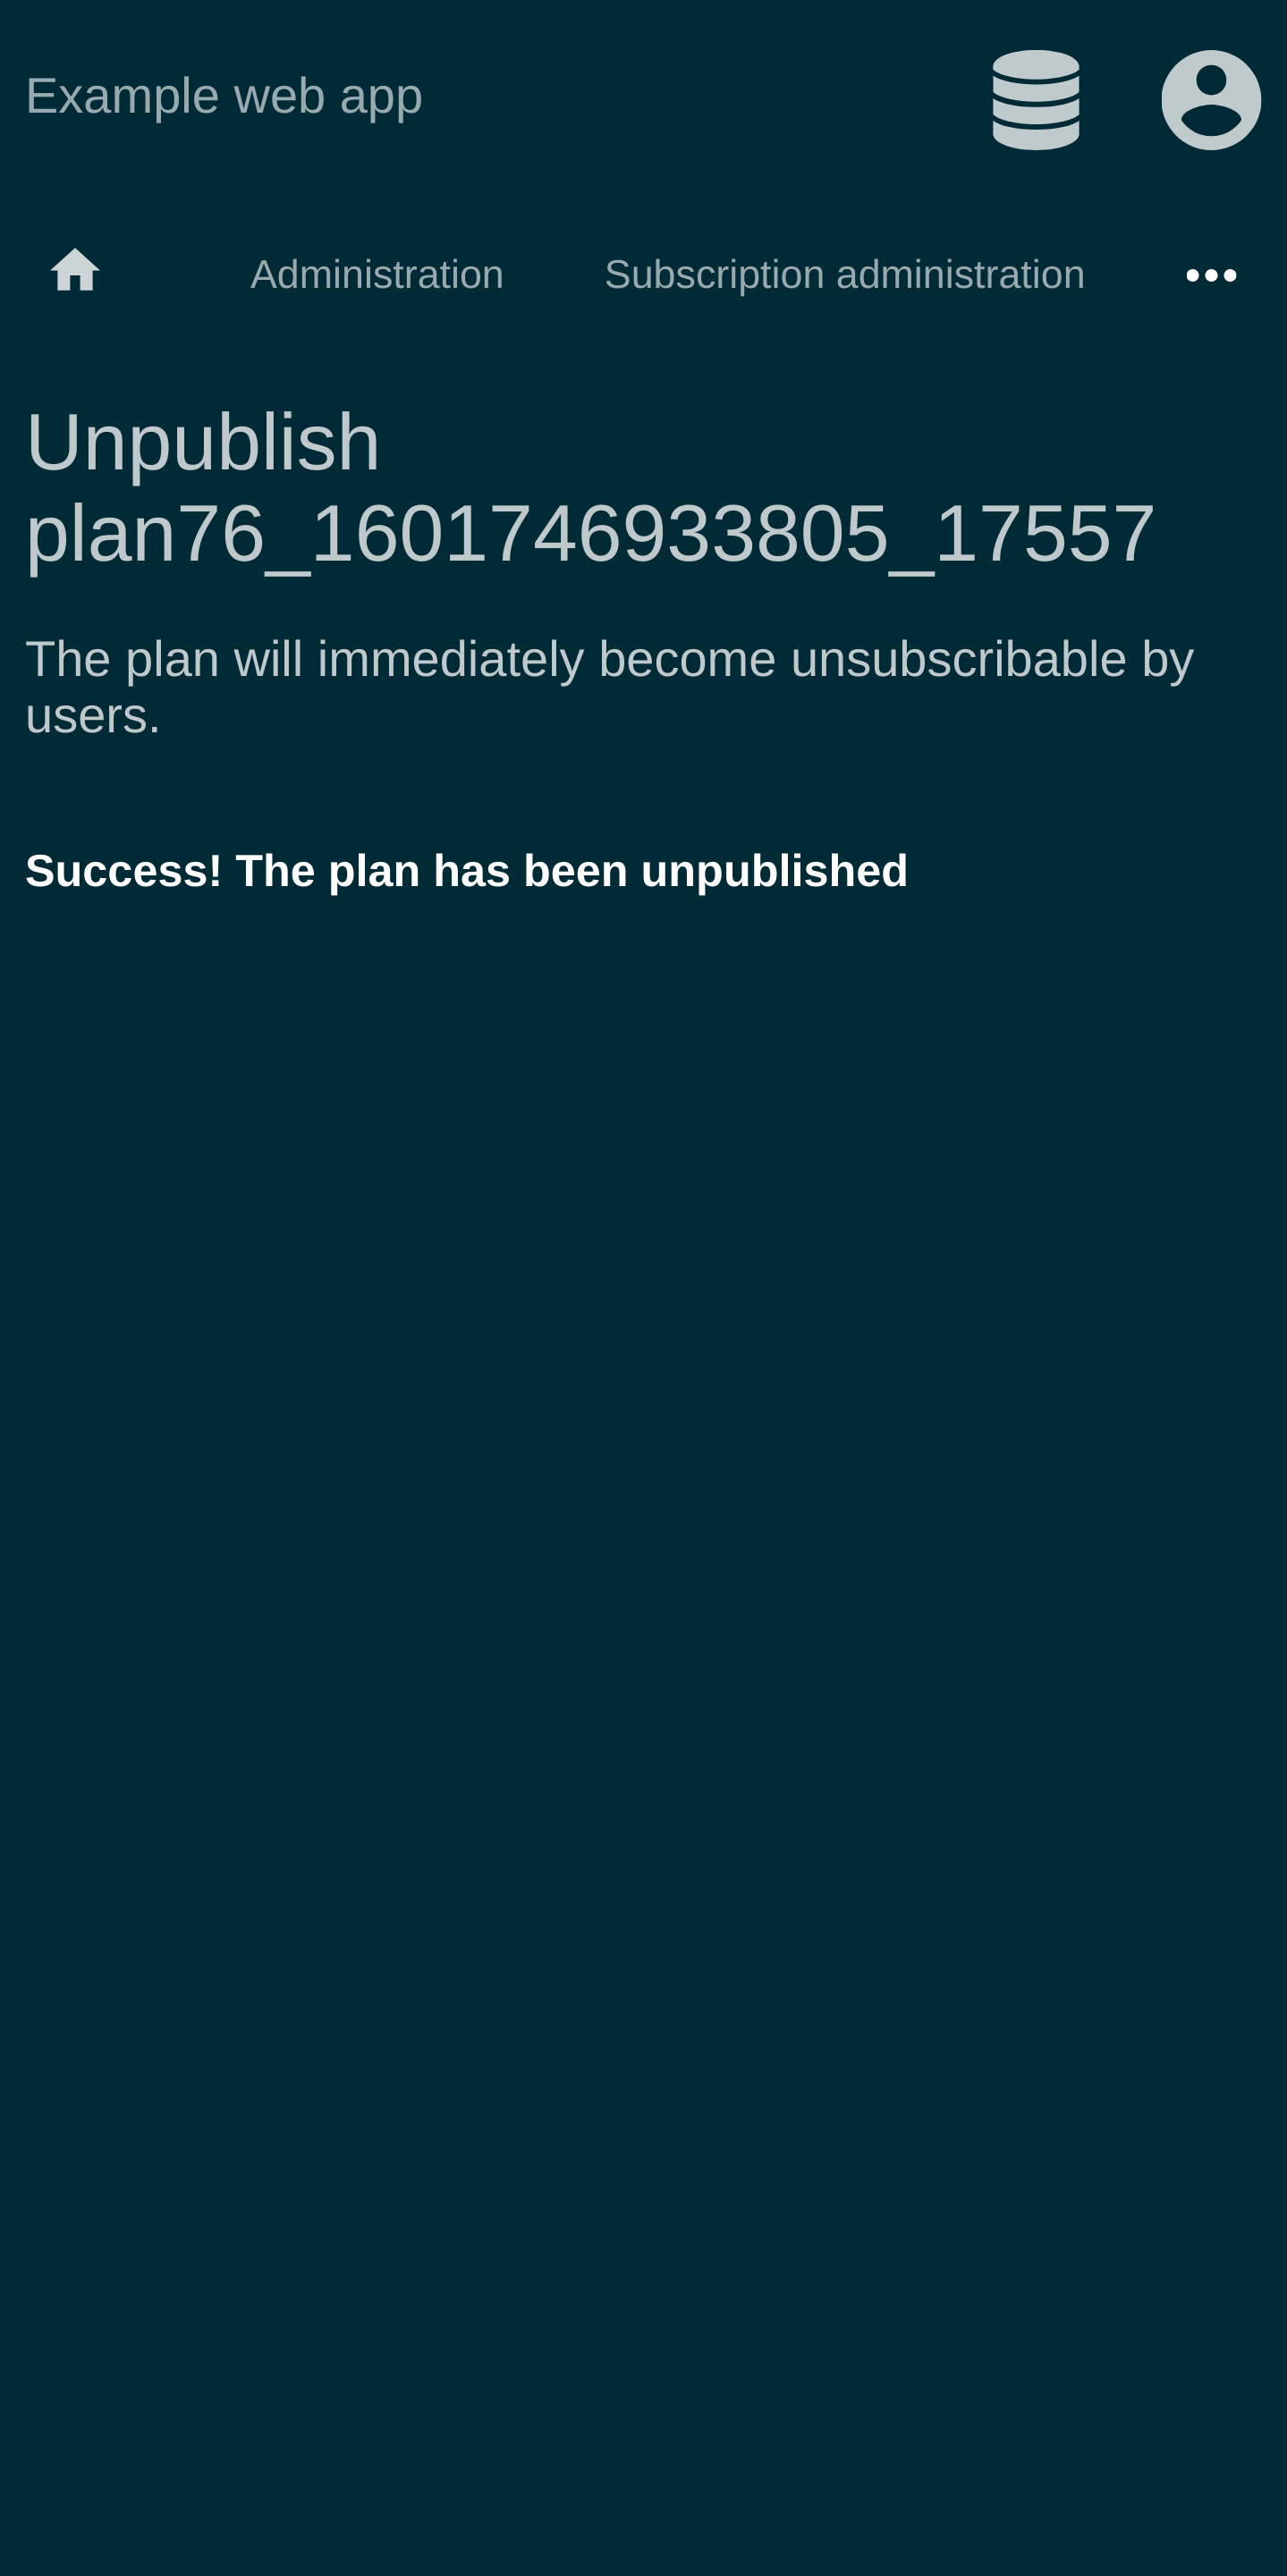 Example web app
Administration Subscription administration
Unpublish
plan76_1601746933805_17557
The plan will immediately become unsubscribable by
users.
Success! The plan has been unpublished